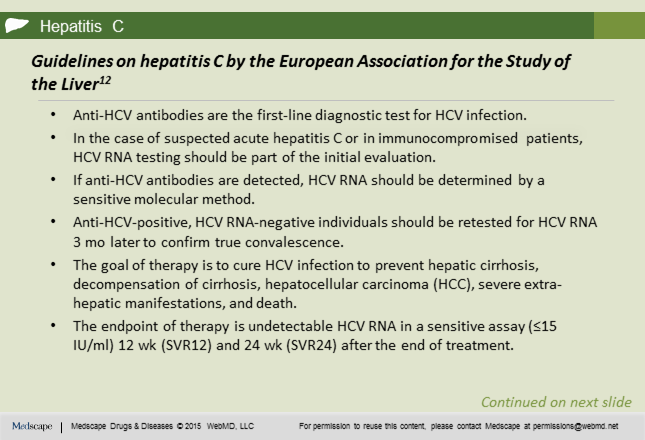 Hepatitis C
Guidelines on hepatitis C by the European Association for the Study of
the Liver12
• Anti-HCV antibodies are the first-line diagnostic test for HCV infection.
• In the case of suspected acute hepatitis C or in immunocompromised patients,
HCV RNA testing should be part of the initial evaluation.
• If anti-HCV antibodies are detected, HCV RNA should be determined by a
sensitive molecular method.
• Anti-HCV-positive, HCV RNA-negative individuals should be retested for HCV RNA
3 mo later to confirm true convalescence.
• The goal of therapy is to cure HCV infection to prevent hepatic cirrhosis,
decompensation of cirrhosis, hepatocellular carcinoma (HCC), severe extra-
hepatic manifestations, and death.
• The endpoint of therapy is undetectable HCV RNA in a sensitive assay (≤15
IU/ml) 12 wk (SVR12) and 24 wk (SVR24) after the end of treatment.
Continued on next slide
Medscape | Medscape Drugs & Diseases © 2015 WebMD, LLC For permission to reuse this content, please contact Medscape at permissions@webmd.net